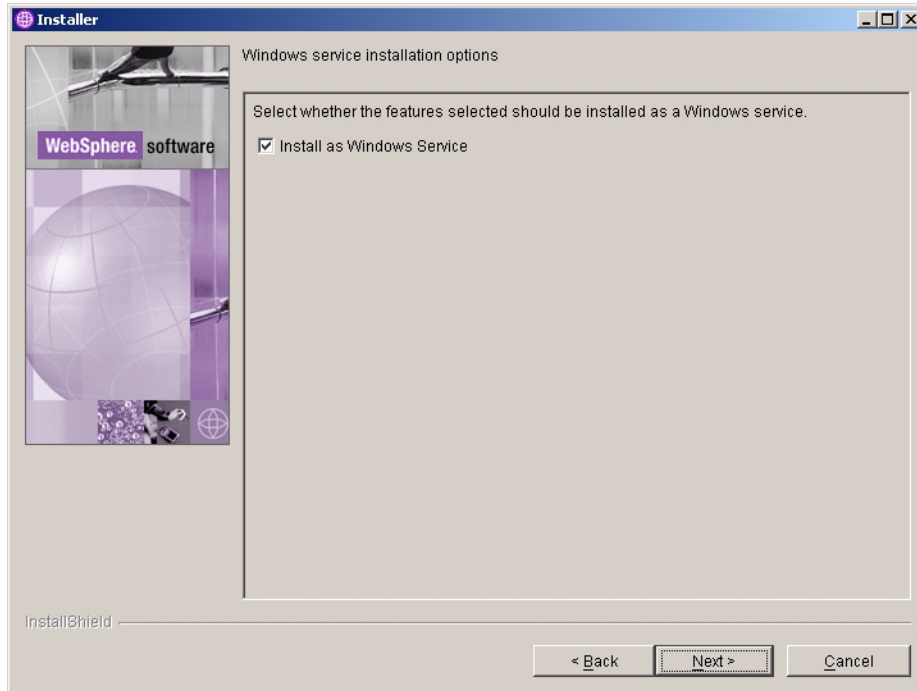 Installer
Windows service installation options
Select whether the features selected should be installed as a Windows service.
WebSphere software
Install as Windows Service
InstallShield
< Back Next > Cancel